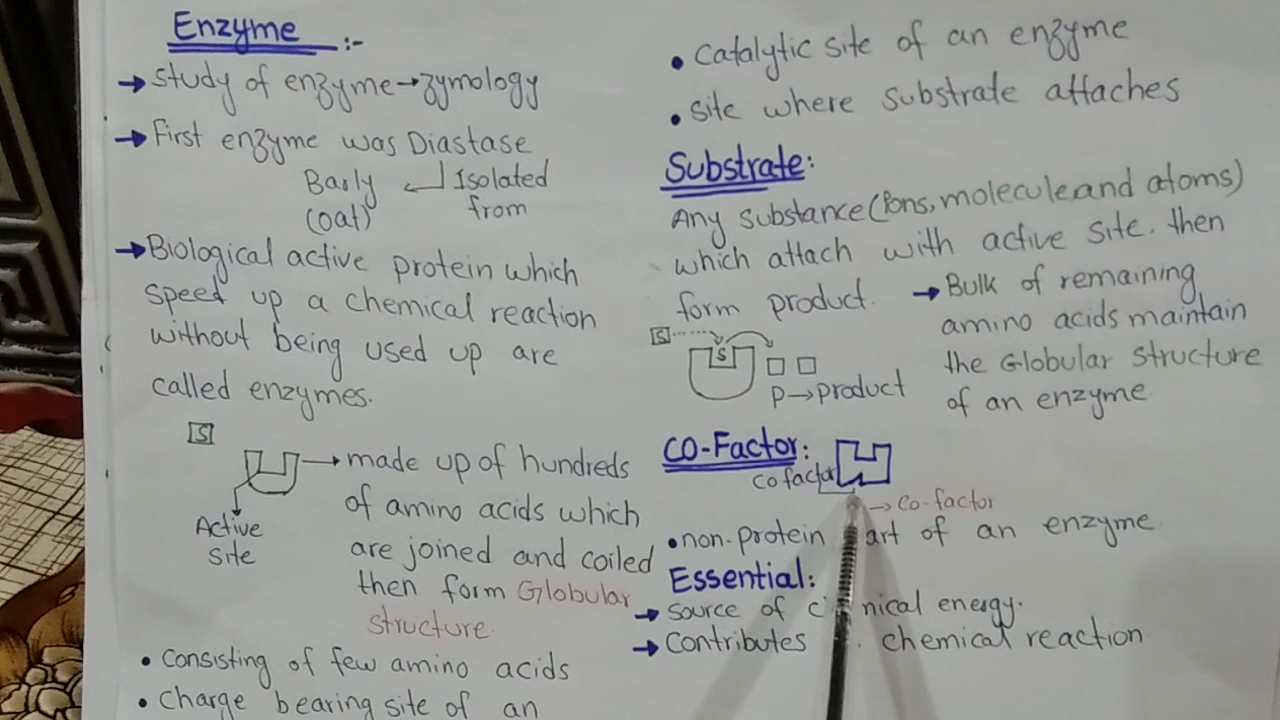 Enzyme :-
→ Study of enzyme → zymology
→ First enzyme was Diastase
Barly ↲ Isolated
(oat) from
→ Biological active protein which
speed up a chemical reaction
without being used up are
called enzymes.
S
→ made up of hundreds
of amino acids which
Active
Site
are joined and coiled
then form Globular
structure.
• Consisting of few amino acids
• Charge bearing site of an
• Catalytic site of an enzyme
• Site where substrate attaches
Substrate:
Any substance (Ions, molecule and atoms)
which attach with active site. then
form product.
S S
P → product
→ Bulk of remaining
amino acids maintain
the Globular structure
of an enzyme.
CO-Factor:
Co factor
→ Co-factor
• non-protein art of an enzyme.
Essential:
→ Source of energy.
→ Contributes chemical reaction